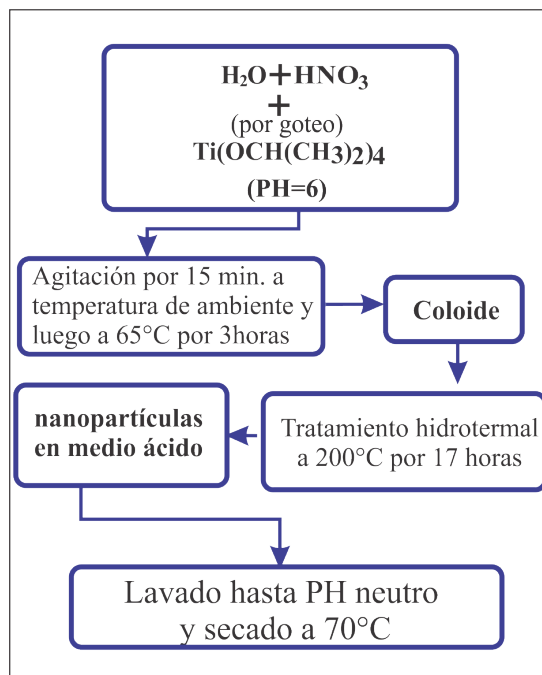 H₂O+HNO₃
+
(por goteo)
Ti(OCH(CH3)2)4
(PH=6)
Agitación por 15 min. a
temperatura de ambiente y
luego a 65°C por 3horas
Coloide
Tratamiento hidrotermal
a 200°C por 17 horas
nanopartículas
en medio ácido
Lavado hasta PH neutro
y secado a 70°C